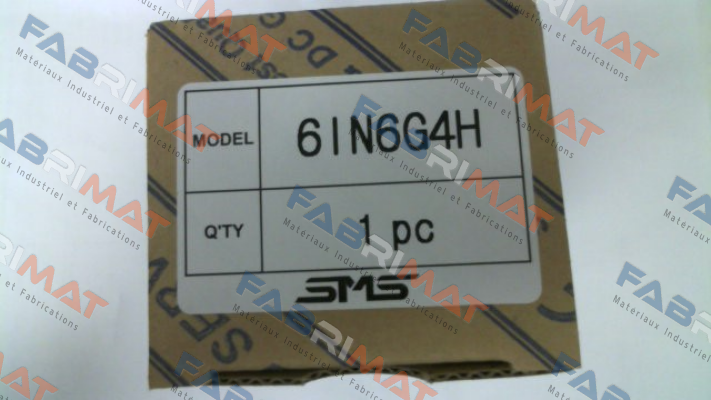 MODEL 6IN6G4H
Q'TY 1 pc
SMS
FABRIMAT
Materiaux Industriel et Fabrications